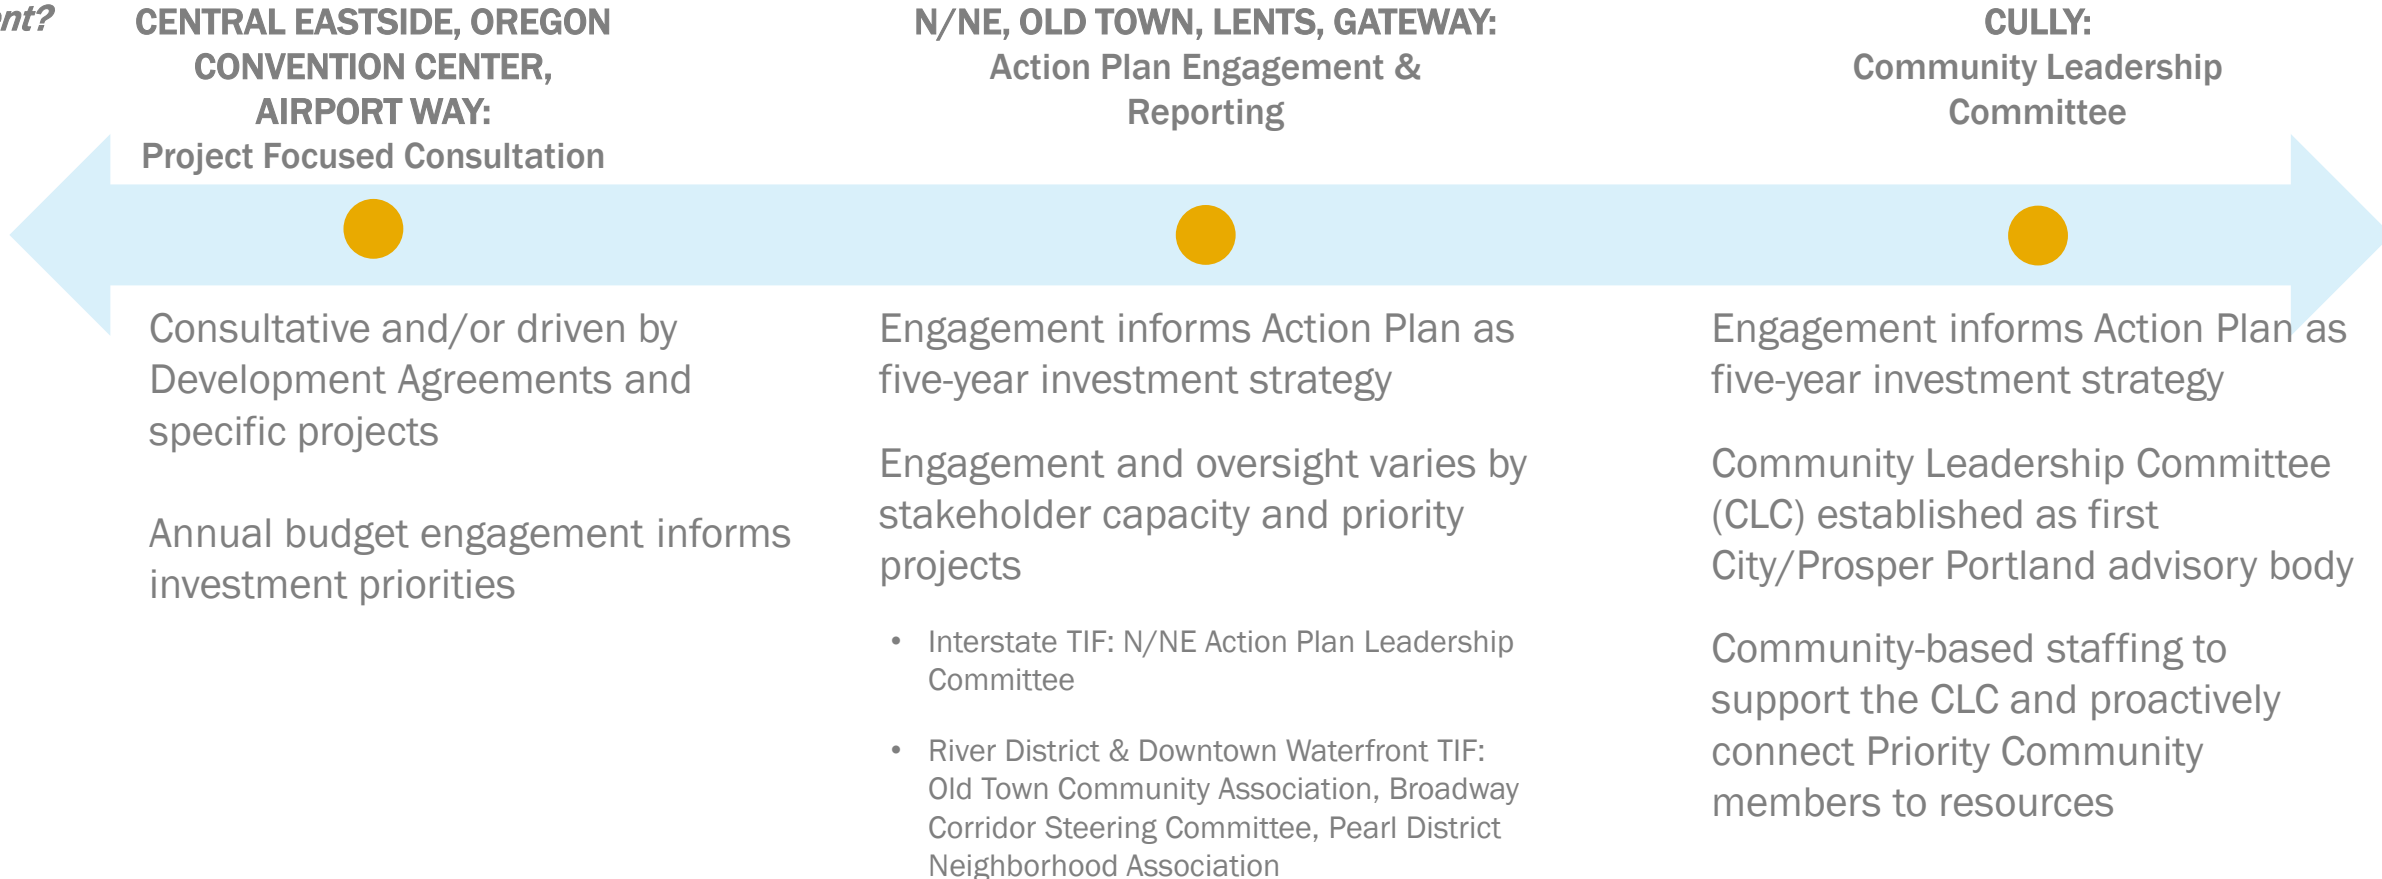 CENTRAL EASTSIDE, OREGON
CONVENTION CENTER,
AIRPORT WAY:
Project Focused Consultation
Consultative and/or driven by
Development Agreements and
specific projects
Annual budget engagement informs
investment priorities
N/NE, OLD TOWN, LENTS, GATEWAY:
Action Plan Engagement &
Reporting
Engagement informs Action Plan as
five-year investment strategy
Engagement and oversight varies by
stakeholder capacity and priority
projects
• Interstate TIF: N/NE Action Plan Leadership
Committee
• River District & Downtown Waterfront TIF:
Old Town Community Association, Broadway
Corridor Steering Committee, Pearl District
Neighborhood Association
CULLY:
Community Leadership
Committee
Engagement informs Action Plan as
five-year investment strategy
Community Leadership Committee
(CLC) established as first
City/Prosper Portland advisory body
Community-based staffing to
support the CLC and proactively
connect Priority Community
members to resources